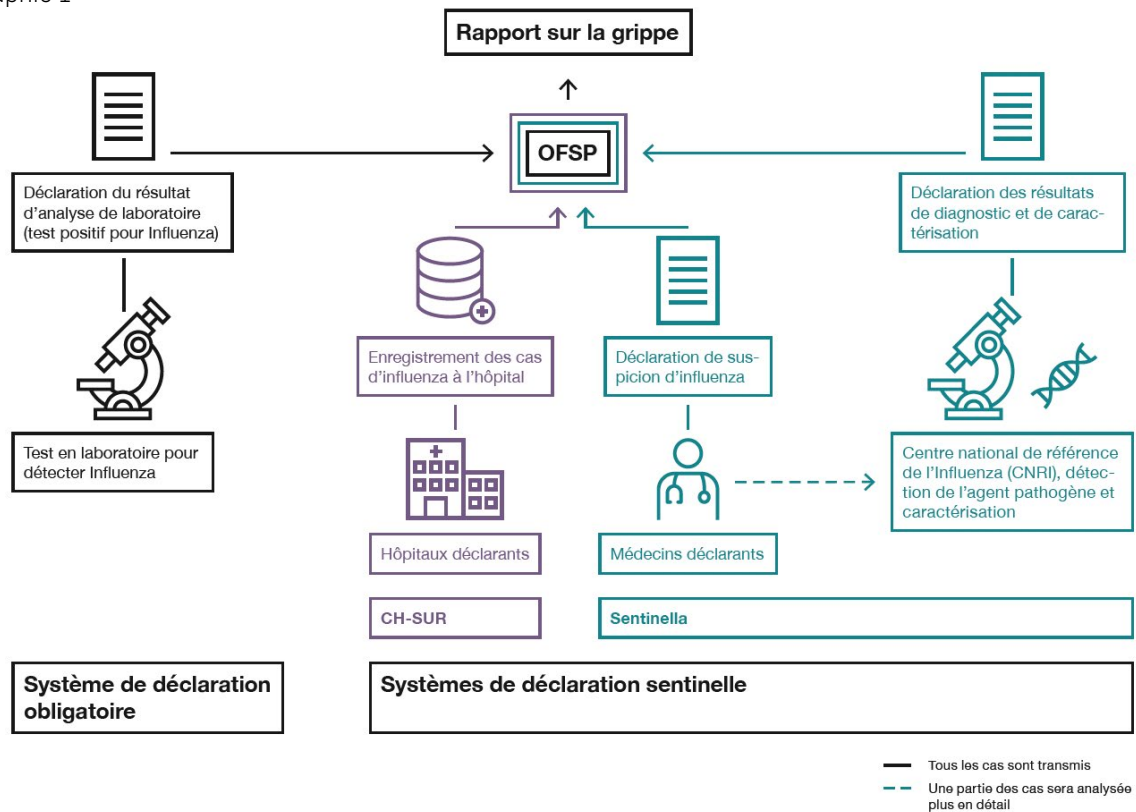 Rapport sur la grippe
OFSP
Déclaration du résultat
d'analyse de laboratoire
(test positif pour Influenza)
Déclaration des résultats
de diagnostic et de carac-
térisation
Enregistrement des cas
d'influenza à l'hôpital
Déclaration de sus-
picion d'influenza
Test en laboratoire pour
détecter Influenza
Centre national de référence
de l'Influenza (CNRI), détec-
tion de l'agent pathogène et
caractérisation
Hôpitaux déclarants
Médecins déclarants
CH-SUR
Sentinella
Système de déclaration
obligatoire
Systèmes de déclaration sentinelle
Tous les cas sont transmis
Une partie des cas sera analysée
plus en détail